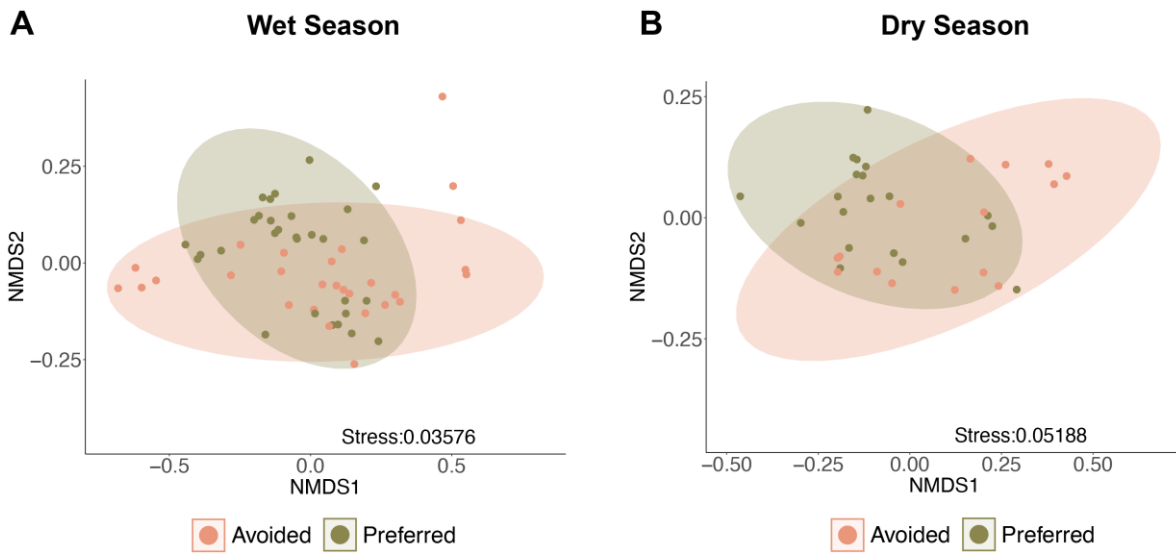 A
Wet Season
0.25
0.00
−0.25
NMDS2
Stress:0.03576
−0.5
0.0
0.5
NMDS1
Avoided
Preferred
B
Dry Season
0.25
0.00
−0.25
NMDS2
Stress:0.05188
−0.50
−0.25
0.00
0.25
0.50
NMDS1
Avoided
Preferred